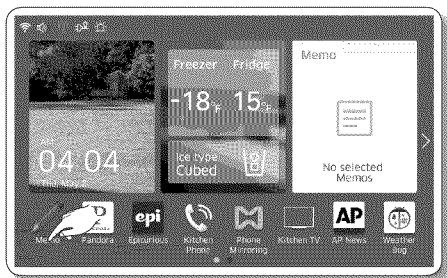 Freezer Fridge
-18°F 15°F
Ice type
Cubed
04 04
Memo
No selected
Memos
epi
AP
Memo Pandora Epicurious Kitchen Phone Kitchen TV AP News Weather
Phone Mirroring Bug